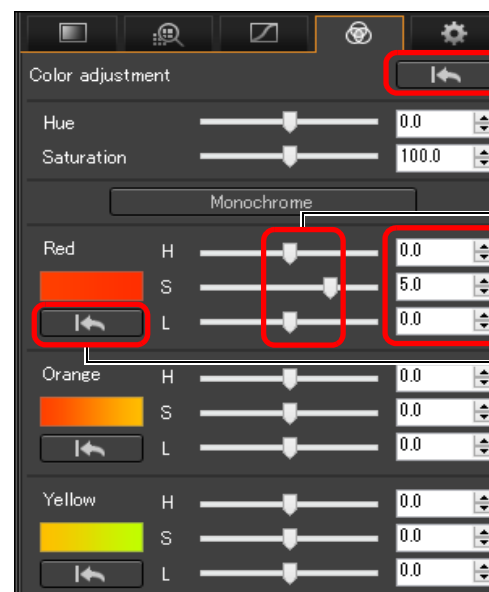 Color adjustment
Hue 0.0
Saturation 100.0
Monochrome
Red H 0.0
S 5.0
L 0.0
Orange H 0.0
S 0.0
L 0.0
Yellow H 0.0
S 0.0
L 0.0